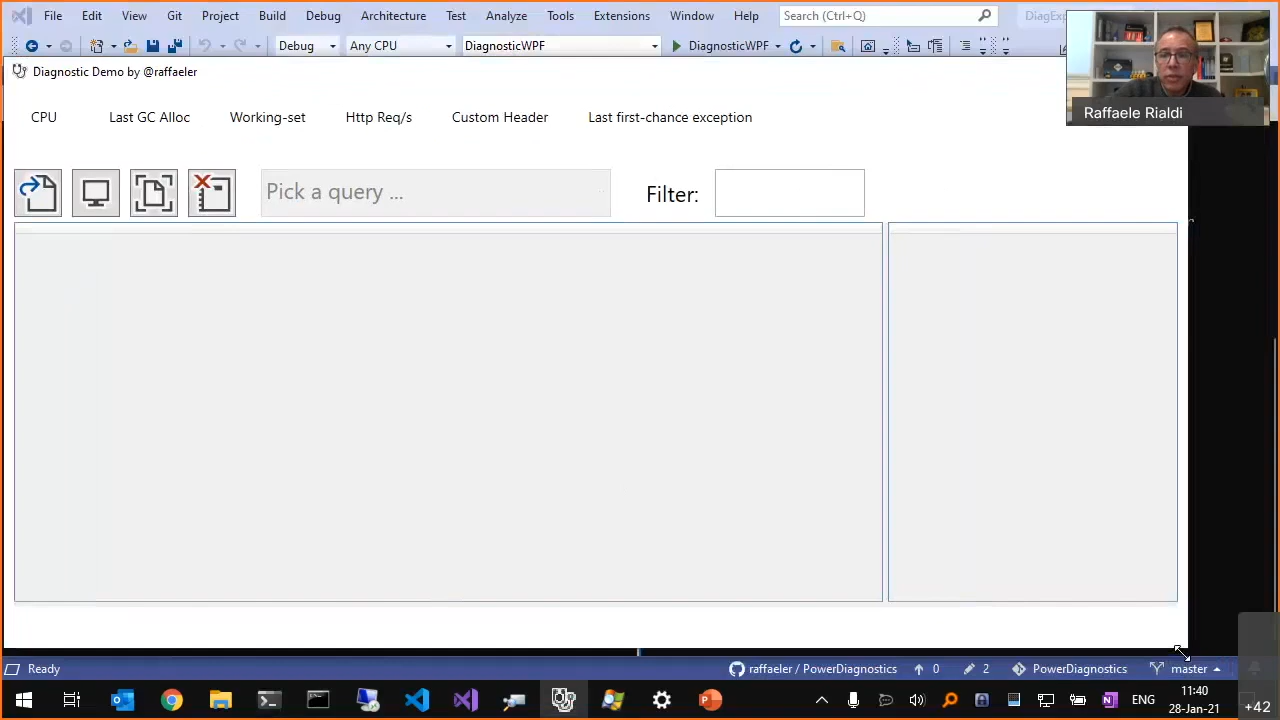 File Edit View Git Project Build Debug Architecture Test Analyze Tools Extensions Window Help Search (Ctrl+Q)
Debug Any CPU DiagnosticWPF DiagnosticWPF
Diagnostic Demo by @raffaeler
CPU Last GC Alloc Working-set Http Req/s Custom Header Last first-chance exception
Raffaele Rialdi
Pick a query ... Filter:
Ready raffaeler / PowerDiagnostics 0 2 PowerDiagnostics master
ENG 11:40
28-Jan-21
+42